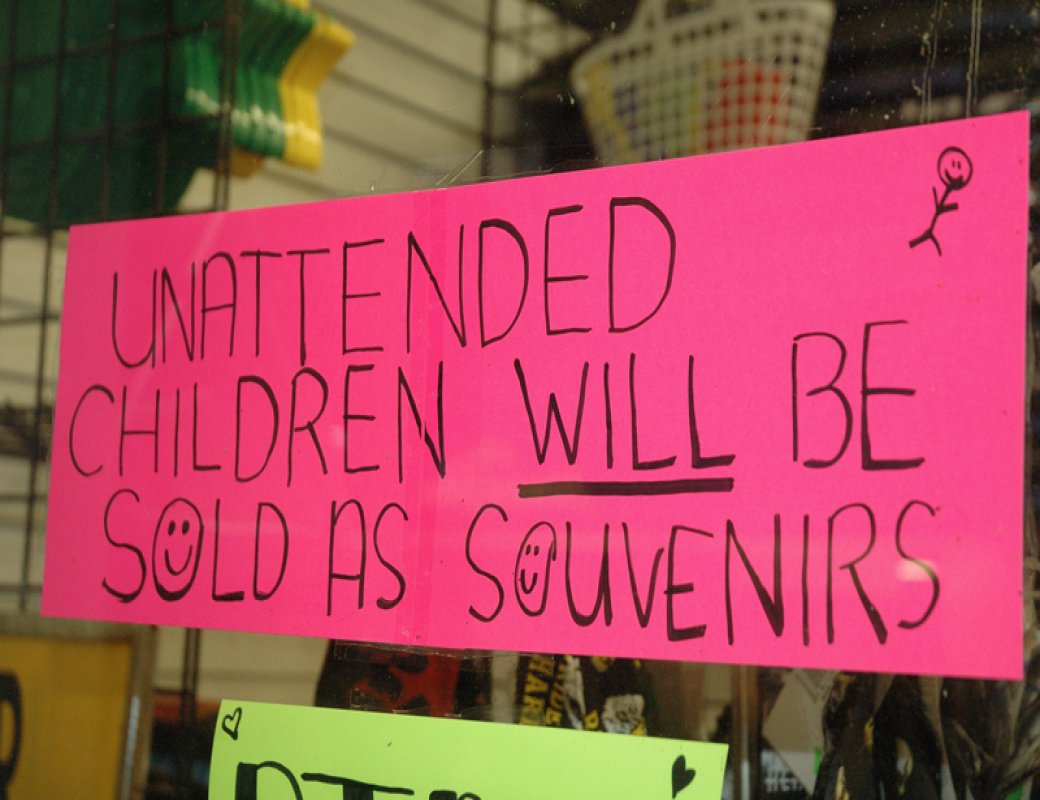 UNATTENDED
CHILDREN WILL BE
SOLD AS SOUVENIRS